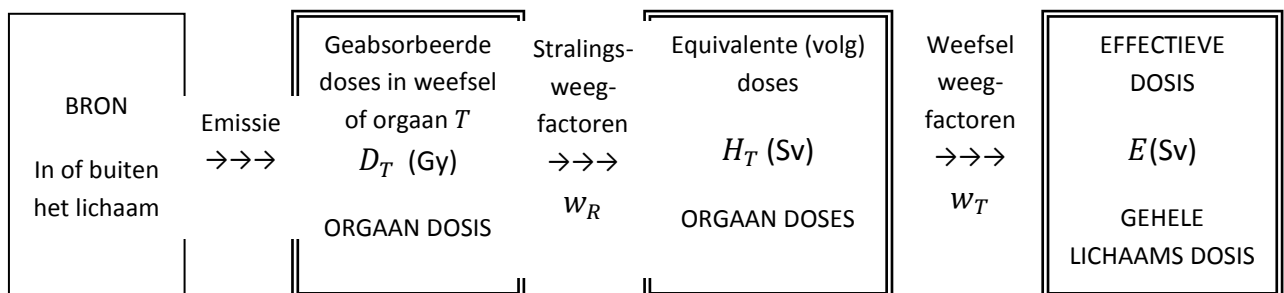 BRON
In of buiten
het lichaam
Emissie
→→→
Geabsorbeerde
doses in weefsel
of orgaan T
D_T (Gy)
ORGAAN DOSIS
Stralings-
weeg-
factoren
→→→
w_R
Equivalente (volg)
doses
H_T (Sv)
ORGAAN DOSES
Weefsel
weeg-
factoren
→→→
w_T
EFFECTIEVE
DOSIS
E(Sv)
GEHELE
LICHAAMS DOSIS